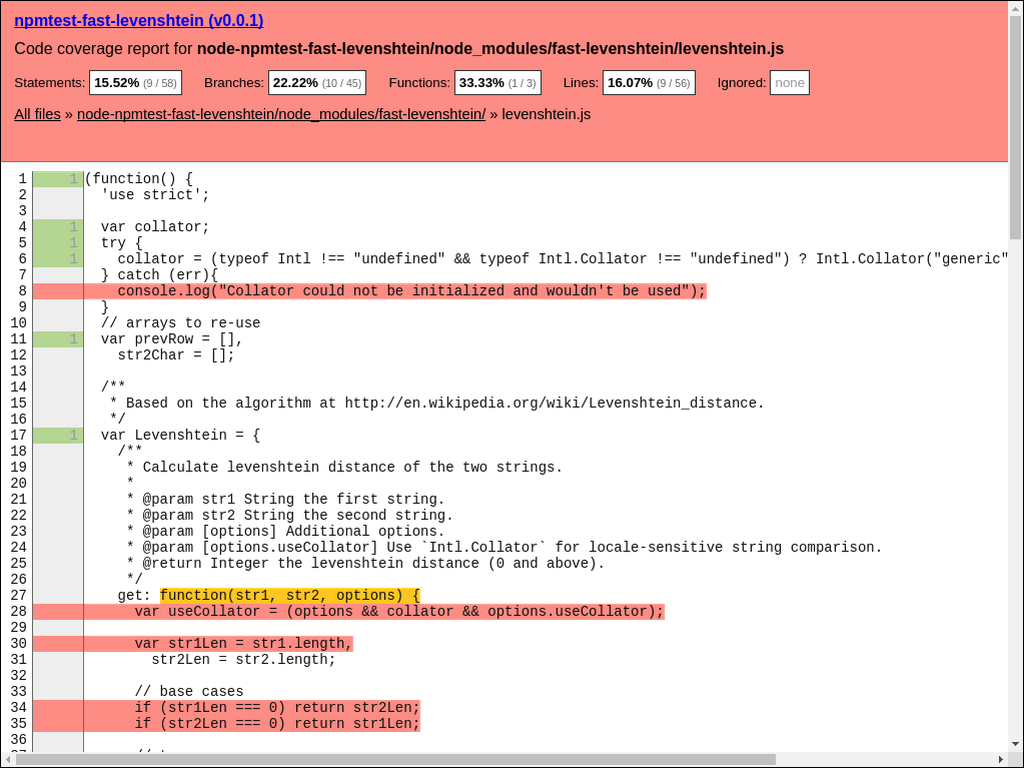 npmtest-fast-levenshtein (v0.0.1)
Code coverage report for node-npmtest-fast-levenshtein/node_modules/fast-levenshtein/levenshtein.js
Statements: 15.52% (9 / 58) Branches: 22.22% (10 / 45) Functions: 33.33% (1 / 3) Lines: 16.07% (9 / 56) Ignored: none
All files » node-npmtest-fast-levenshtein/node_modules/fast-levenshtein/ » levenshtein.js
1 1 (function() {
2 'use strict';
3
4 1 var collator;
5 1 try {
6 1 collator = (typeof Intl !== "undefined" && typeof Intl.Collator !== "undefined") ? Intl.Collator("generic"
7 } catch (err){
8 console.log("Collator could not be initialized and wouldn't be used");
9 }
10 // arrays to re-use
11 1 var prevRow = [],
12 str2Char = [];
13
14 /**
15 * Based on the algorithm at http://en.wikipedia.org/wiki/Levenshtein_distance.
16 */
17 1 var Levenshtein = {
18 /**
19 * Calculate levenshtein distance of the two strings.
20 *
21 * @param str1 String the first string.
22 * @param str2 String the second string.
23 * @param [options] Additional options.
24 * @param [options.useCollator] Use `Intl.Collator` for locale-sensitive string comparison.
25 * @return Integer the levenshtein distance (0 and above).
26 */
27 get: function(str1, str2, options) {
28 var useCollator = (options && collator && options.useCollator);
29
30 var str1Len = str1.length,
31 str2Len = str2.length;
32
33 // base cases
34 if (str1Len === 0) return str2Len;
35 if (str2Len === 0) return str1Len;
36